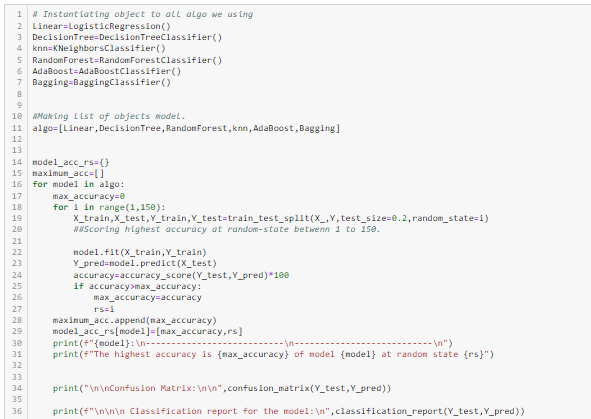 1 # Instantiating object to all algo we using
2 Linear=LogisticRegression()
3 DecisionTree=DecisionTreeClassifier()
4 knn=KNeighborsClassifier()
5 RandomForest=RandomForestClassifier()
6 AdaBoost=AdaBoostClassifier()
7 Bagging=BaggingClassifier()
8
9
10 #Making List of objects model.
11 algo=[Linear,DecisionTree,RandomForest,knn,AdaBoost,Bagging]
12
13
14 model_acc_rs={}
15 maximum_acc=[]
16 for model in algo:
17     max_accuracy=0
18     for i in range(1,150):
19         X_train,X_test,Y_train,Y_test=train_test_split(X_,Y,test_size=0.2,random_state=i)
20         ##Scoring highest accuracy at random-state betwenn 1 to 150.
21
22         model.fit(X_train,Y_train)
23         Y_pred=model.predict(X_test)
24         accuracy=accuracy_score(Y_test,Y_pred)*100
25         if accuracy>max_accuracy:
26             max_accuracy=accuracy
27             rs=i
28     maximum_acc.append(max_accuracy)
29     model_acc_rs[model]=[max_accuracy,rs]
30     print(f"{model}:\n----------------------------\n----------------------------\n")
31     print(f"The highest accuracy is {max_accuracy} of model {model} at random state {rs}")
32
33
34     print("\n\nConfusion Matrix:\n\n",confusion_matrix(Y_test,Y_pred))
35
36     print(f"\n\n\n Classification report for the model:\n",classification_report(Y_test,Y_pred))